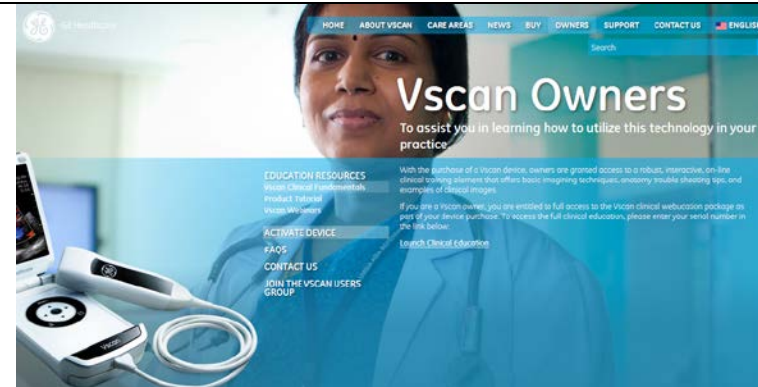 GE Healthcare
HOME ABOUT VSCAN CARE AREAS NEWS BUY OWNERS SUPPORT CONTACT US ENGLISH
Search
Vscan Owners
To assist you in learning how to utilize this technology in your
practice
With the purchase of a Vscan device, owners are granted access to a robust, interactive, on-line
clinical training element that offers basic imagining techniques, anatomy trouble shooting tips, and
examples of clinical images.
If you are a Vscan owner, you are entitled to full access to the Vscan clinical webucation package as
part of your device purchase. To access the full clinical education, please enter your serial number in
the link below:
Launch Clinical Education
EDUCATION RESOURCES
Vscan Clinical Fundamentals
Product Tutorial
Vscan Webinars
ACTIVATE DEVICE
FAQS
CONTACT US
JOIN THE VSCAN USERS
GROUP
Vscan